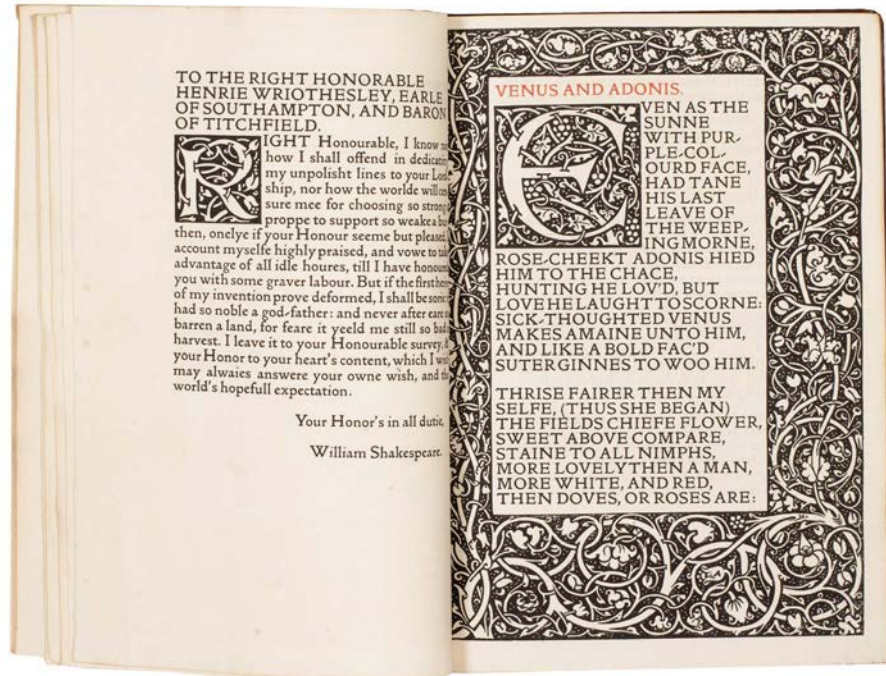 TO THE RIGHT HONORABLE
HENRIE WRIOTHESLEY, EARLE
OF SOUTHAMPTON, AND BARON
OF TITCHFIELD.
RIGHT Honourable, I know
how I shall offend in dedicatin
my unpolisht lines to your Lord
ship, nor how the worlde will
sure mee for choosing so strong
proppe to support so weake a
then, onelye if your Honour seeme but pleased,
account myselfe highly praised, and vowe to
advantage of all idle houres, till I have
you with some graver labour. But if the first
of my invention prove deformed, I shall be
had so noble a god-father: and never after eare
barren a land, for feare it yeeld me still so bad
harvest. I leave it to your Honourable survey,
your Honor to your heart's content, which I
may alwaies answere your owne wish, and
world's hopefull expectation.
Your Honor's in all dutie,
William Shakespeare.
VENUS AND ADONIS.
EVEN AS THE
SUNNE
WITH PUR-
PLE-COL-
OURD FACE,
HAD TANE
HIS LAST
LEAVE OF
THE WEEP-
ING MORNE,
ROSE-CHEEKT ADONIS HIED
HIM TO THE CHACE,
HUNTING HE LOV'D, BUT
LOVE HE LAUGHT TO SCORNE:
SICK-THOUGHTED VENUS
MAKES AMAINE UNTO HIM,
AND LIKE A BOLD FAC'D
SUTER GINNES TO WOO HIM.
THRISE FAIRER THEN MY
SELFE, (THUS SHE BEGAN)
THE FIELDS CHIEFE FLOWER,
SWEET ABOVE COMPARE,
STAINE TO ALL NIMPHS,
MORE LOVELY THEN A MAN,
MORE WHITE, AND RED,
THEN DOVES, OR ROSES ARE: